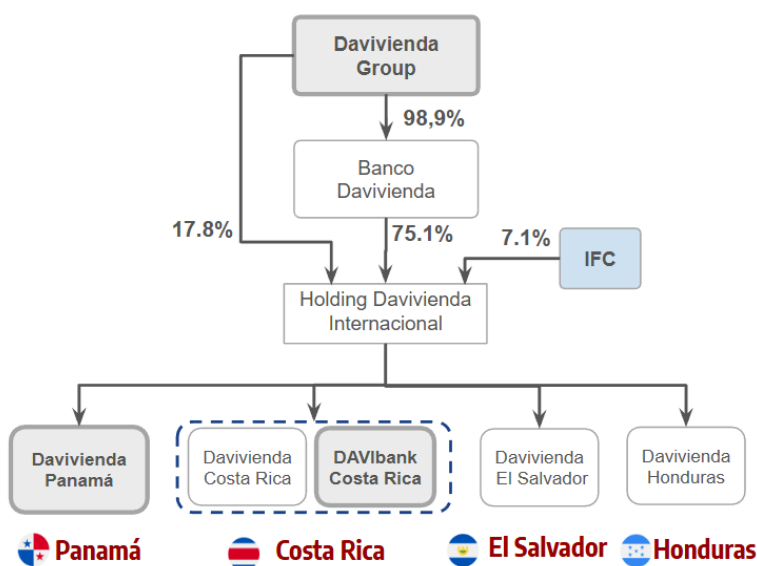 Davivienda
Group
98,9%
Banco
Davivienda
17.8%
75.1%
7.1%
IFC
Holding Davivienda
Internacional
Davivienda
Panamá
Davivienda
Costa Rica
DAVIbank
Costa Rica
Davivienda
El Salvador
Davivienda
Honduras
Panamá
Costa Rica
El Salvador
Honduras